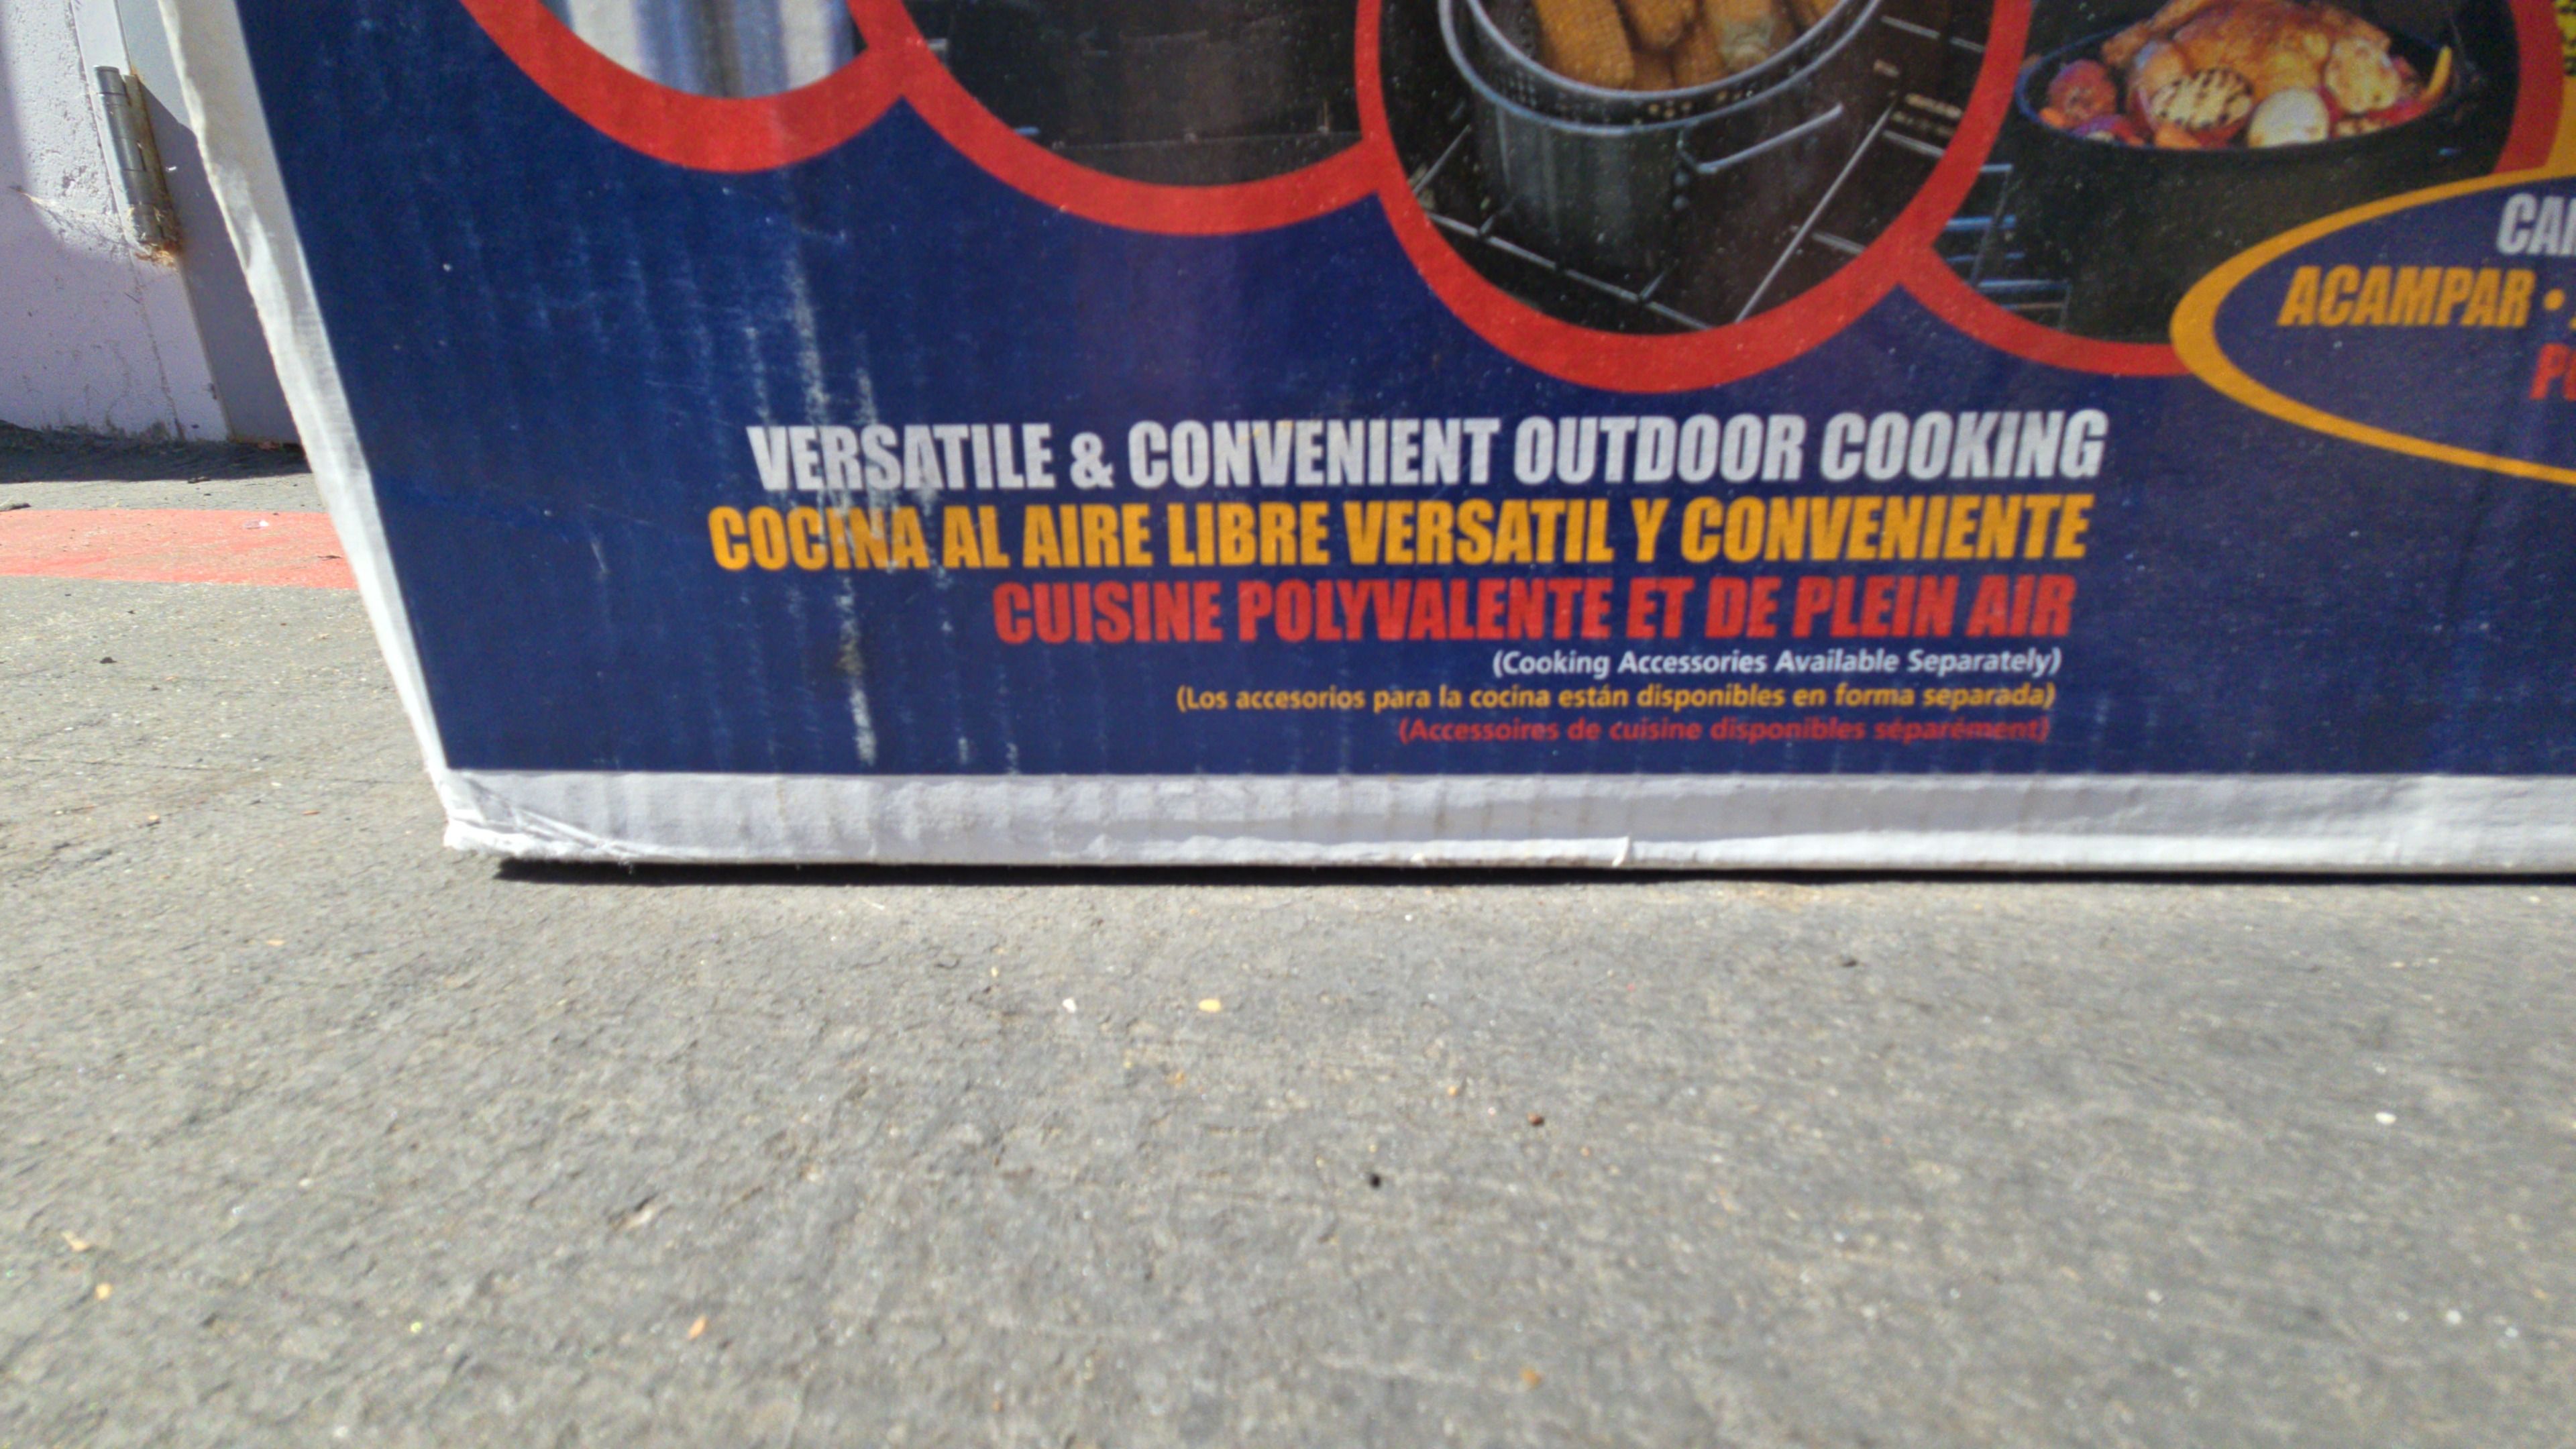 ACAMPAR •
VERSATILE & CONVENIENT OUTDOOR COOKING
COCINA AL AIRE LIBRE VERSATIL Y CONVENIENTE
CUISINE POLYVALENTE ET DE PLEIN AIR
(Cooking Accessories Available Separately)
(Los accesorios para la cocina están disponibles en forma separada)
(Accessoires de cuisine disponibles séparément)